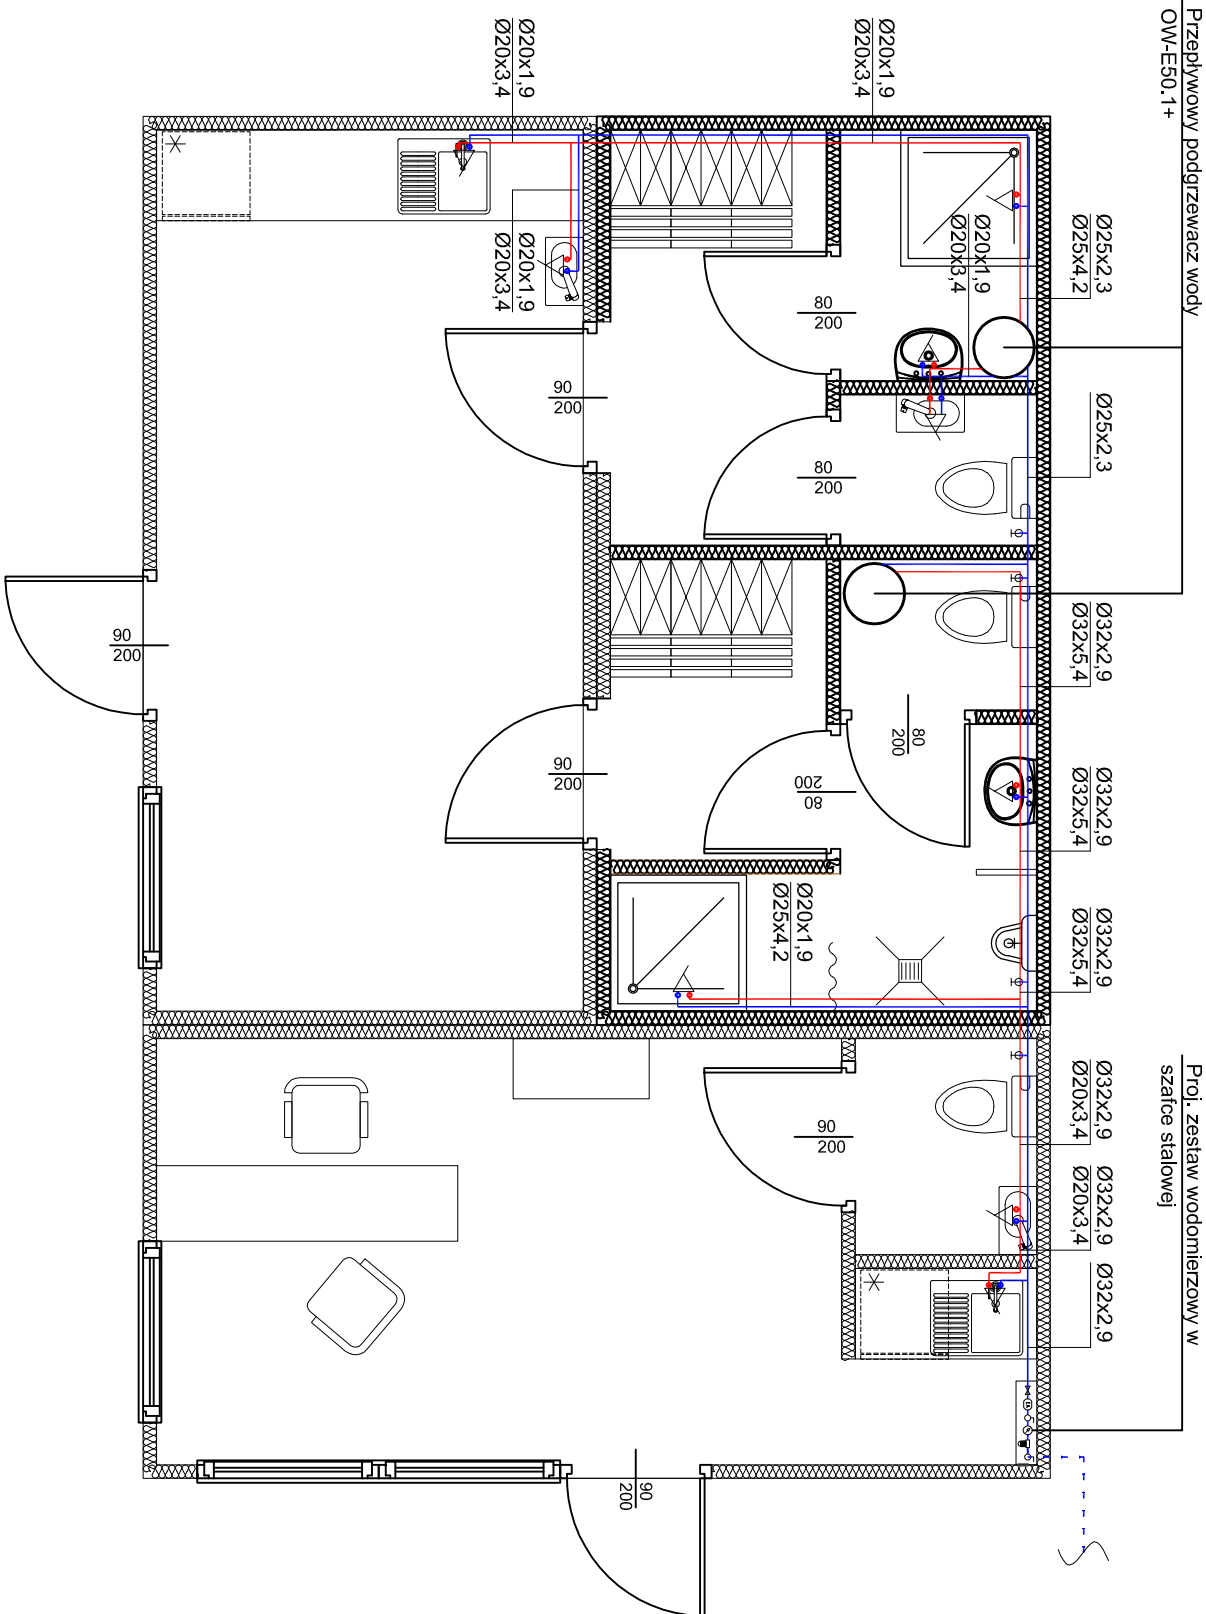 Przepływowy podgrzewacz wody
OW-E50.1+
Ø20x1,9
Ø20x3,4
Ø20x1,9
Ø20x3,4
Ø25x2,3
Ø25x4,2
Ø20x1,9
Ø20x3,4
Ø20x1,9
Ø20x3,4
Ø25x2,3
Ø32x2,9
Ø32x5,4
Ø32x2,9
Ø32x5,4
Ø32x2,9
Ø32x5,4
Ø20x1,9
Ø25x4,2
Ø32x2,9
Ø20x3,4
Ø32x2,9
Ø20x3,4
Ø32x2,9
Proj. zestaw wodomierzowy w
szafce stalowej
80
200
90
200
80
200
90
200
80
200
90
200
80
200
90
200
90
200